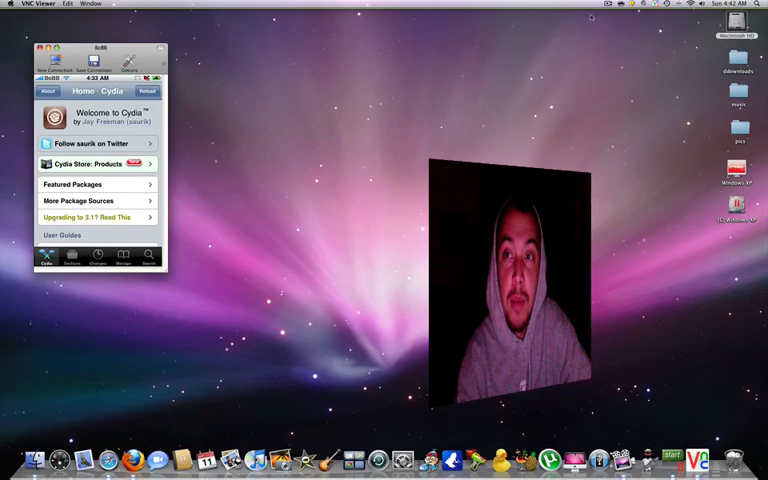 VNC Viewer Edit Window
Sun 4:42 AM
BoBB
New Connection Save Connection Options
BoBB 4:33 AM
About Home - Cydia Reload
Welcome to Cydia™
by Jay Freeman (saurik)
Follow saurik on Twitter
Cydia Store: Products
Featured Packages
More Package Sources
Upgrading to 3.1? Read This
User Guides
Cydia Sections Changes Manage Search
Macintosh HD
ddownloads
music
pics
Windows XP
(C) Windows XP
11
start
VNC